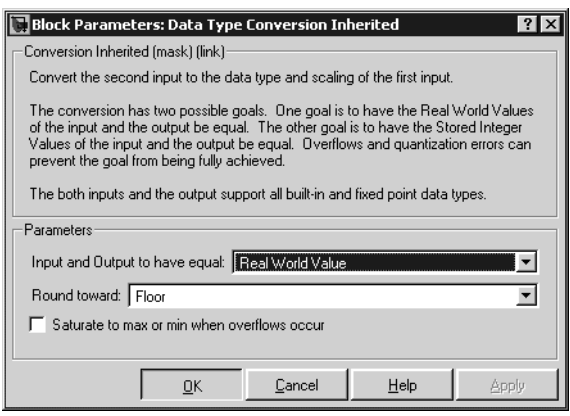 Block Parameters: Data Type Conversion Inherited
Conversion Inherited (mask) (link)
Convert the second input to the data type and scaling of the first input.
The conversion has two possible goals. One goal is to have the Real World Values
of the input and the output be equal. The other goal is to have the Stored Integer
Values of the input and the output be equal. Overflows and quantization errors can
prevent the goal from being fully achieved.
The both inputs and the output support all built-in and fixed point data types.
Parameters
Input and Output to have equal: Real World Value
Round toward: Floor
Saturate to max or min when overflows occur
OK Cancel Help Apply